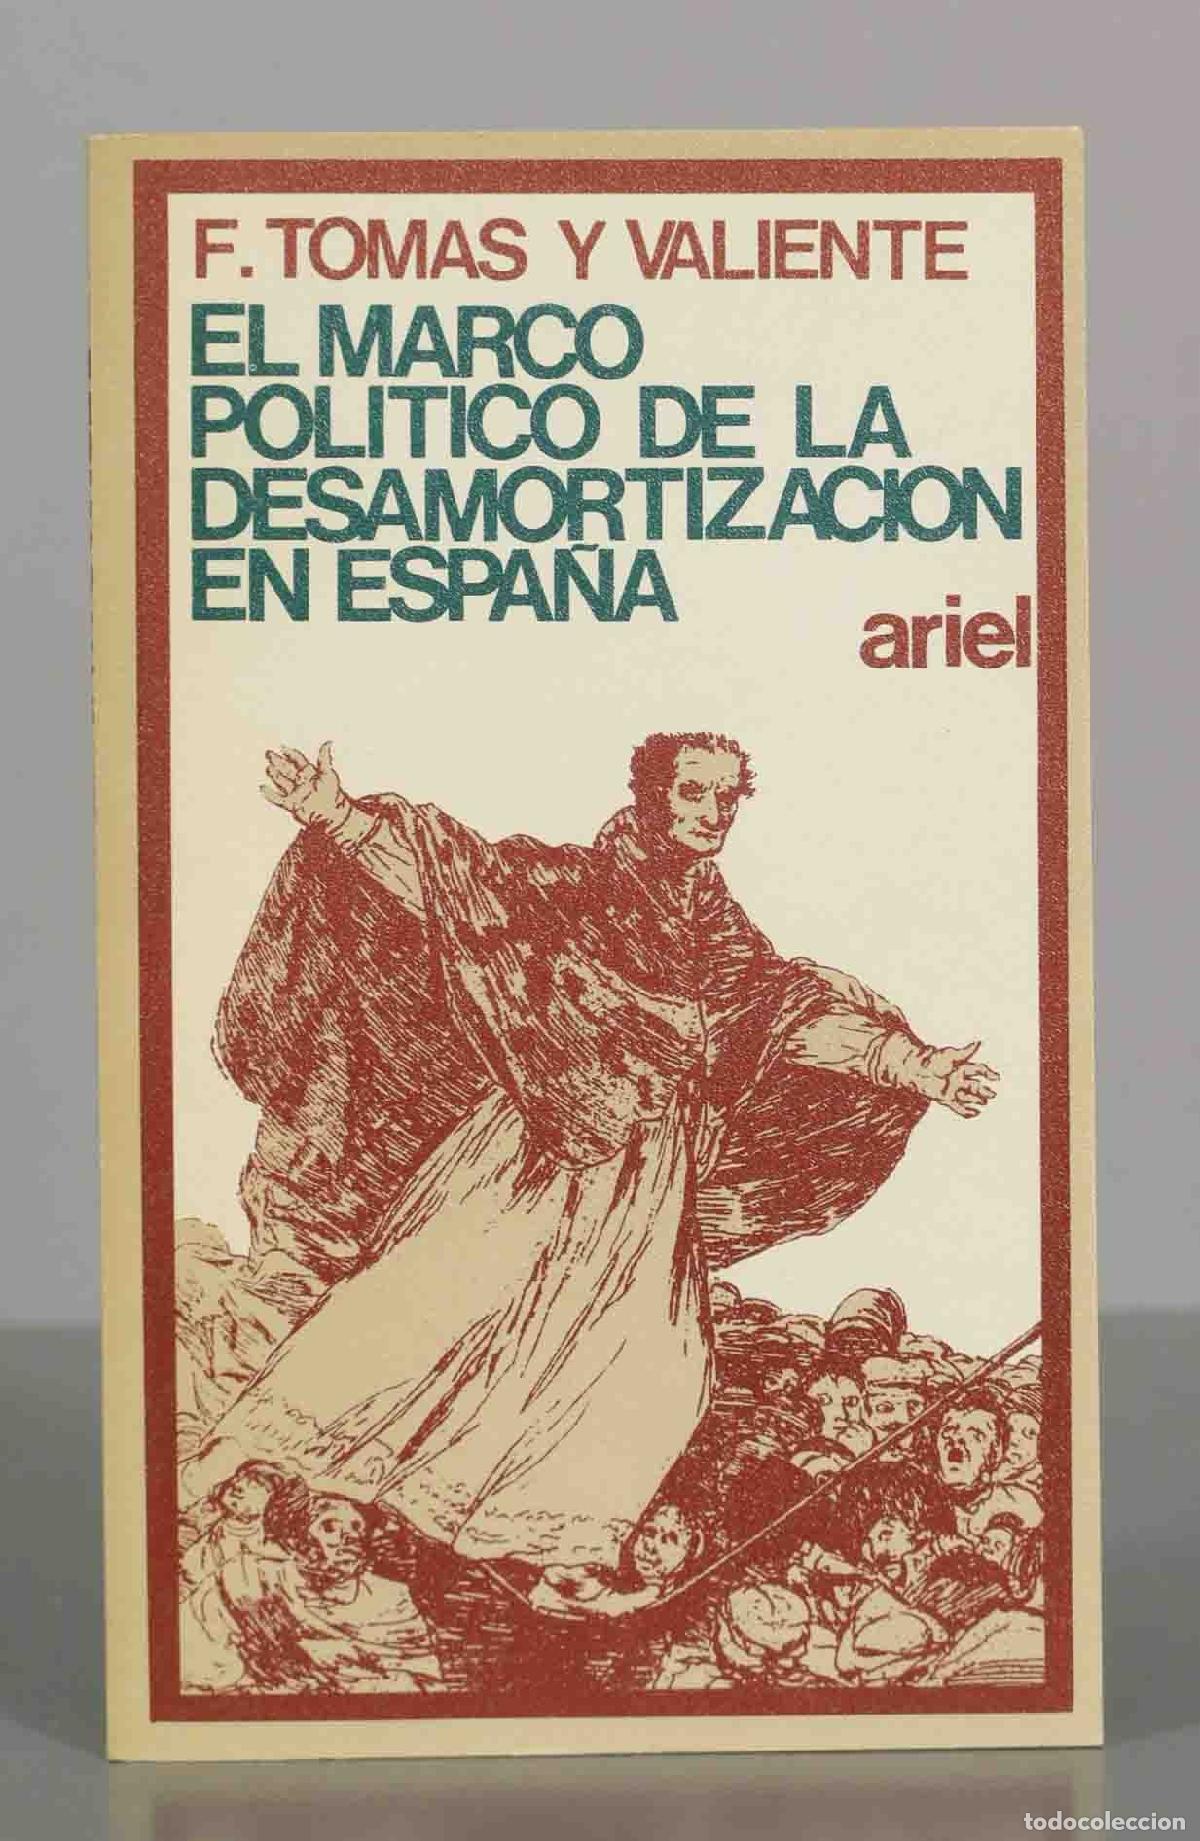 F. TOMAS Y VALIENTE
EL MARCO
POLITICO DE LA
DESAMORTIZACION
EN ESPAÑA
ariel
todocoleccion